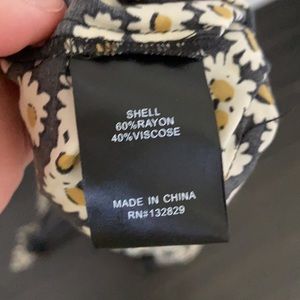 SHELL
60%RAYON
40%VISCOSE
MADE IN CHINA
RN#132829